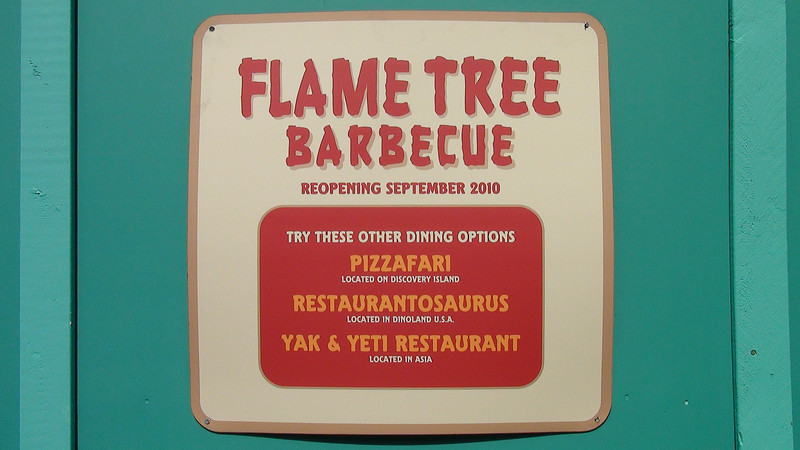 FLAME TREE
BARBECUE
REOPENING SEPTEMBER 2010
TRY THESE OTHER DINING OPTIONS
PIZZAFARI
LOCATED ON DISCOVERY ISLAND
RESTAURANTOSAURUS
LOCATED IN DINOLAND U.S.A.
YAK & YETI RESTAURANT
LOCATED IN ASIA